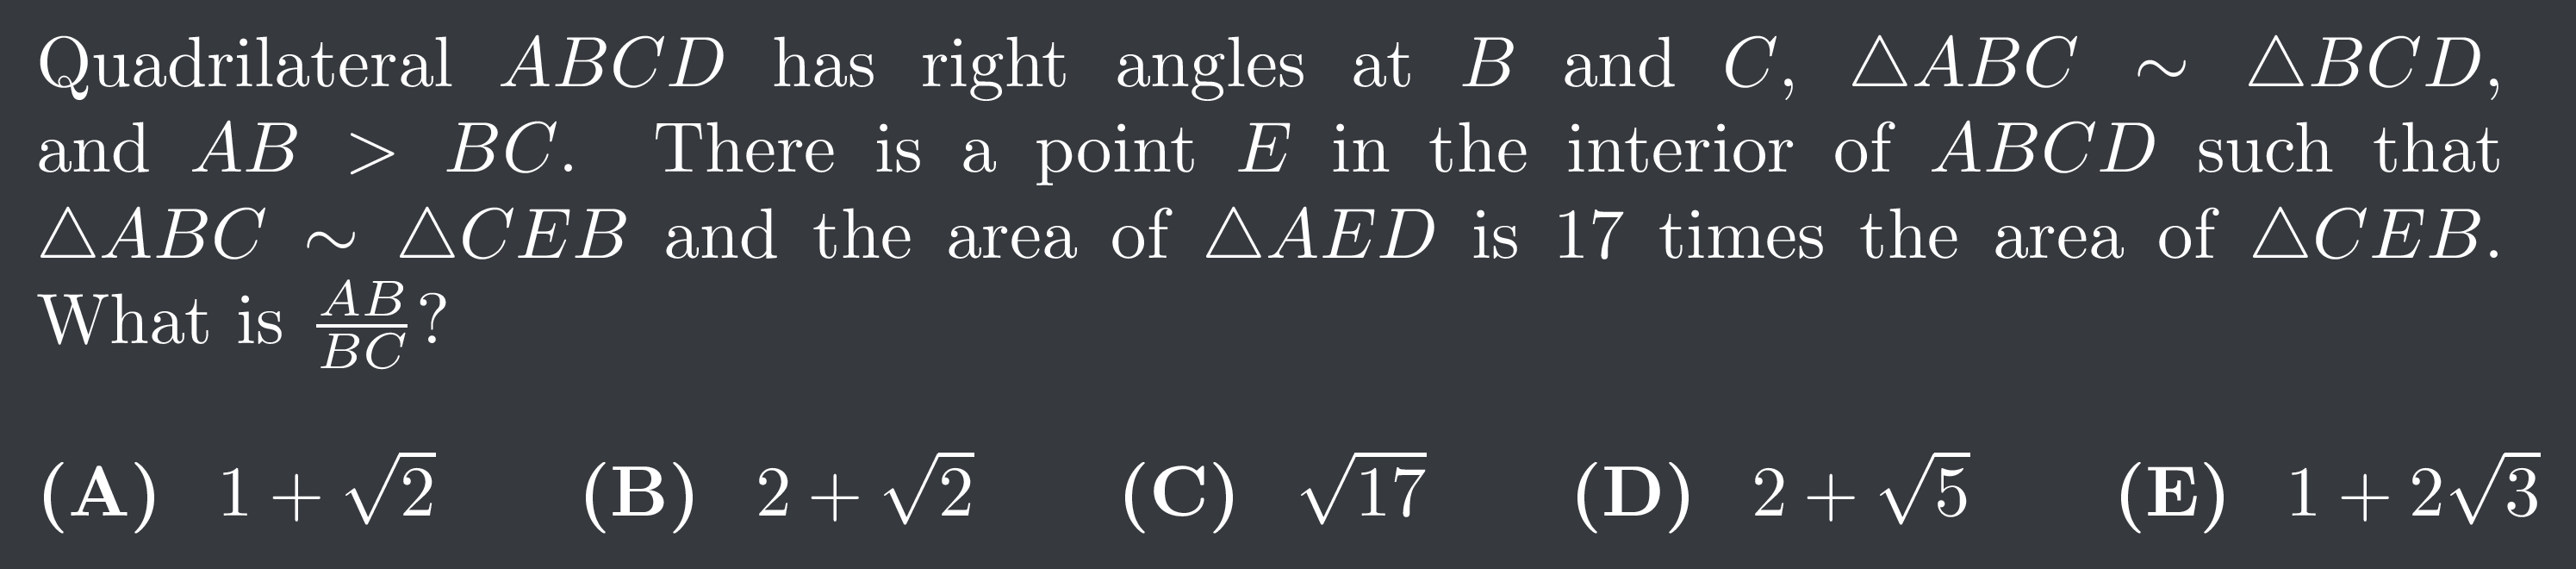 Quadrilateral ABCD has right angles at B and C, △ABC ∼ △BCD,
and AB > BC. There is a point E in the interior of ABCD such that
△ABC ∼ △CEB and the area of △AED is 17 times the area of △CEB.
What is $\frac{AB}{BC}$?
(A) 1 + √2 (B) 2 + √2 (C) √17 (D) 2 + √5 (E) 1 + 2√3